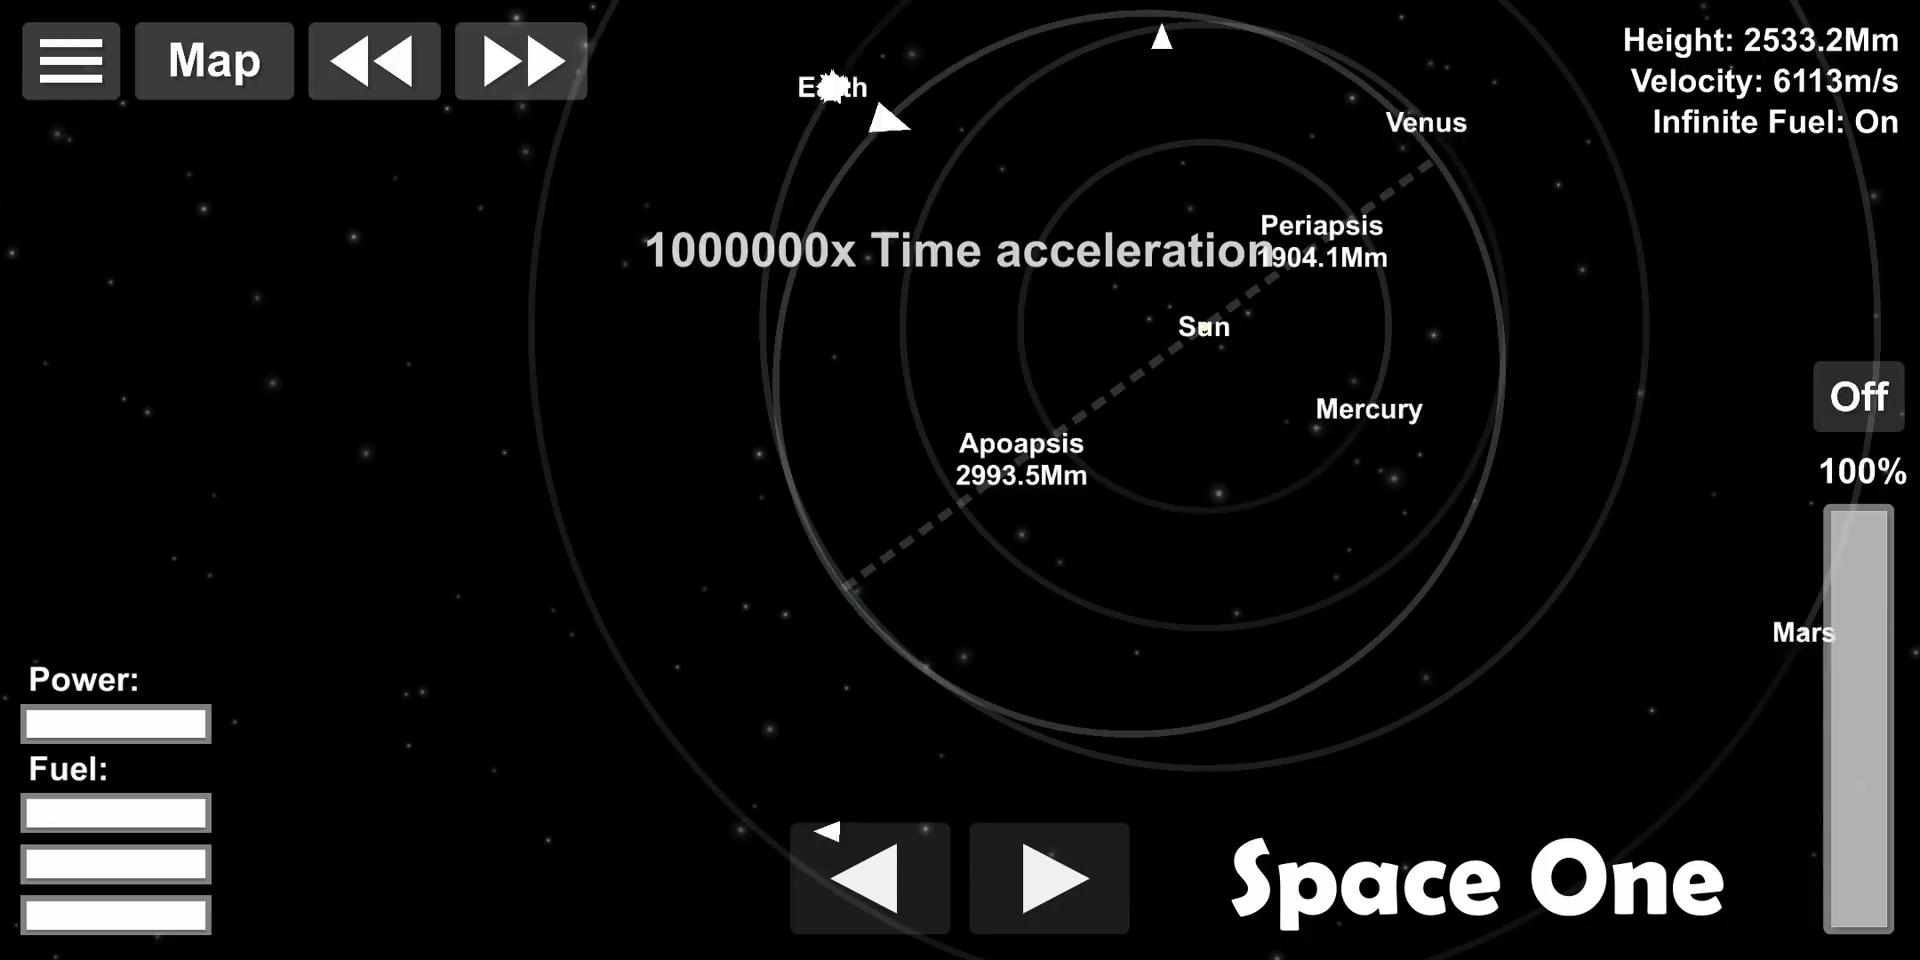 Map
Height: 2533.2Mm
Velocity: 6113m/s
Infinite Fuel: On
Earth
Venus
1000000x Time acceleration
Periapsis
1904.1Mm
Sun
Off
Mercury
Apoapsis
2993.5Mm
100%
Mars
Power:
Fuel:
Space One